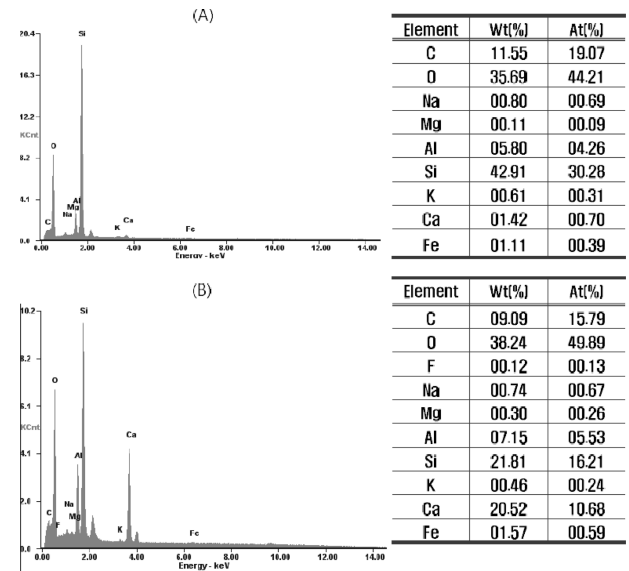 (A)
20.4
16.3
12.2
KCnt
8.2
4.1
0.0
C
O
Na
Mg
Al
Si
K
Ca
Fe
0.00 2.00 4.00 6.00 8.00 10.00 12.00 14.00
Energy - keV
Element Wt(%) At(%)
C 11.55 19.07
O 35.69 44.21
Na 00.80 00.69
Mg 00.11 00.09
Al 05.80 04.26
Si 42.91 30.28
K 00.61 00.31
Ca 01.42 00.70
Fe 01.11 00.39
(B)
10.2
8.2
6.1
KCnt
4.1
2.0
0.0
C
O
F
Na
Mg
Al
Si
K
Ca
Fe
0.00 2.00 4.00 6.00 8.00 10.00 12.00 14.00
Energy - keV
Element Wt(%) At(%)
C 09.09 15.79
O 38.24 49.89
F 00.12 00.13
Na 00.74 00.67
Mg 00.30 00.26
Al 07.15 05.53
Si 21.81 16.21
K 00.46 00.24
Ca 20.52 10.68
Fe 01.57 00.59